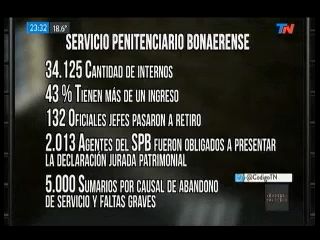 23:32 18.6°
TN
SERVICIO PENITENCIARIO BONAERENSE
34.125 CANTIDAD DE INTERNOS
43 % TIENEN MÁS DE UN INGRESO
132 OFICIALES JEFES PASARON A RETIRO
2.013 AGENTES DEL SPB FUERON OBLIGADOS A PRESENTAR
LA DECLARACIÓN JURADA PATRIMONIAL
5.000 SUMARIOS POR CAUSAL DE ABANDONO
DE SERVICIO Y FALTAS GRAVES
@CodigoTN